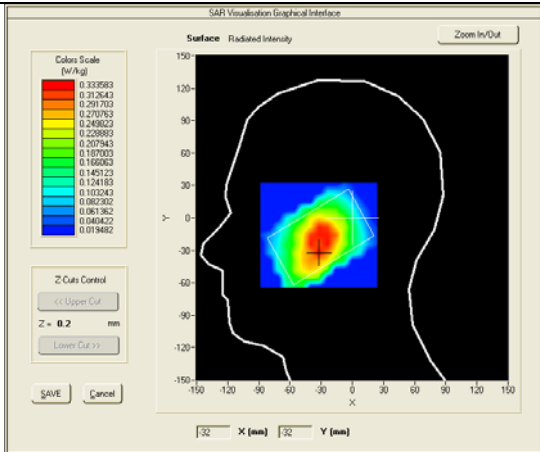 SAR Visualisation Graphical Interface
Surface Radiated Intensity
Zoom In/Out
Colors Scale
(W/kg)
0.333583
0.312643
0.291703
0.270763
0.249823
0.228883
0.207943
0.187003
0.166063
0.145123
0.124183
0.103243
0.082302
0.061362
0.040422
0.019482
Z-Cuts Control
<< Upper Cut
Z = 0.2 mm
Lower Cut >>
SAVE
Cancel
150
120
90
60
30
0
-30
-60
-90
-120
-150
Y
-150 -120 -90 -60 -30 0 30 60 90 120 150
X
-32 X (mm) -32 Y (mm)